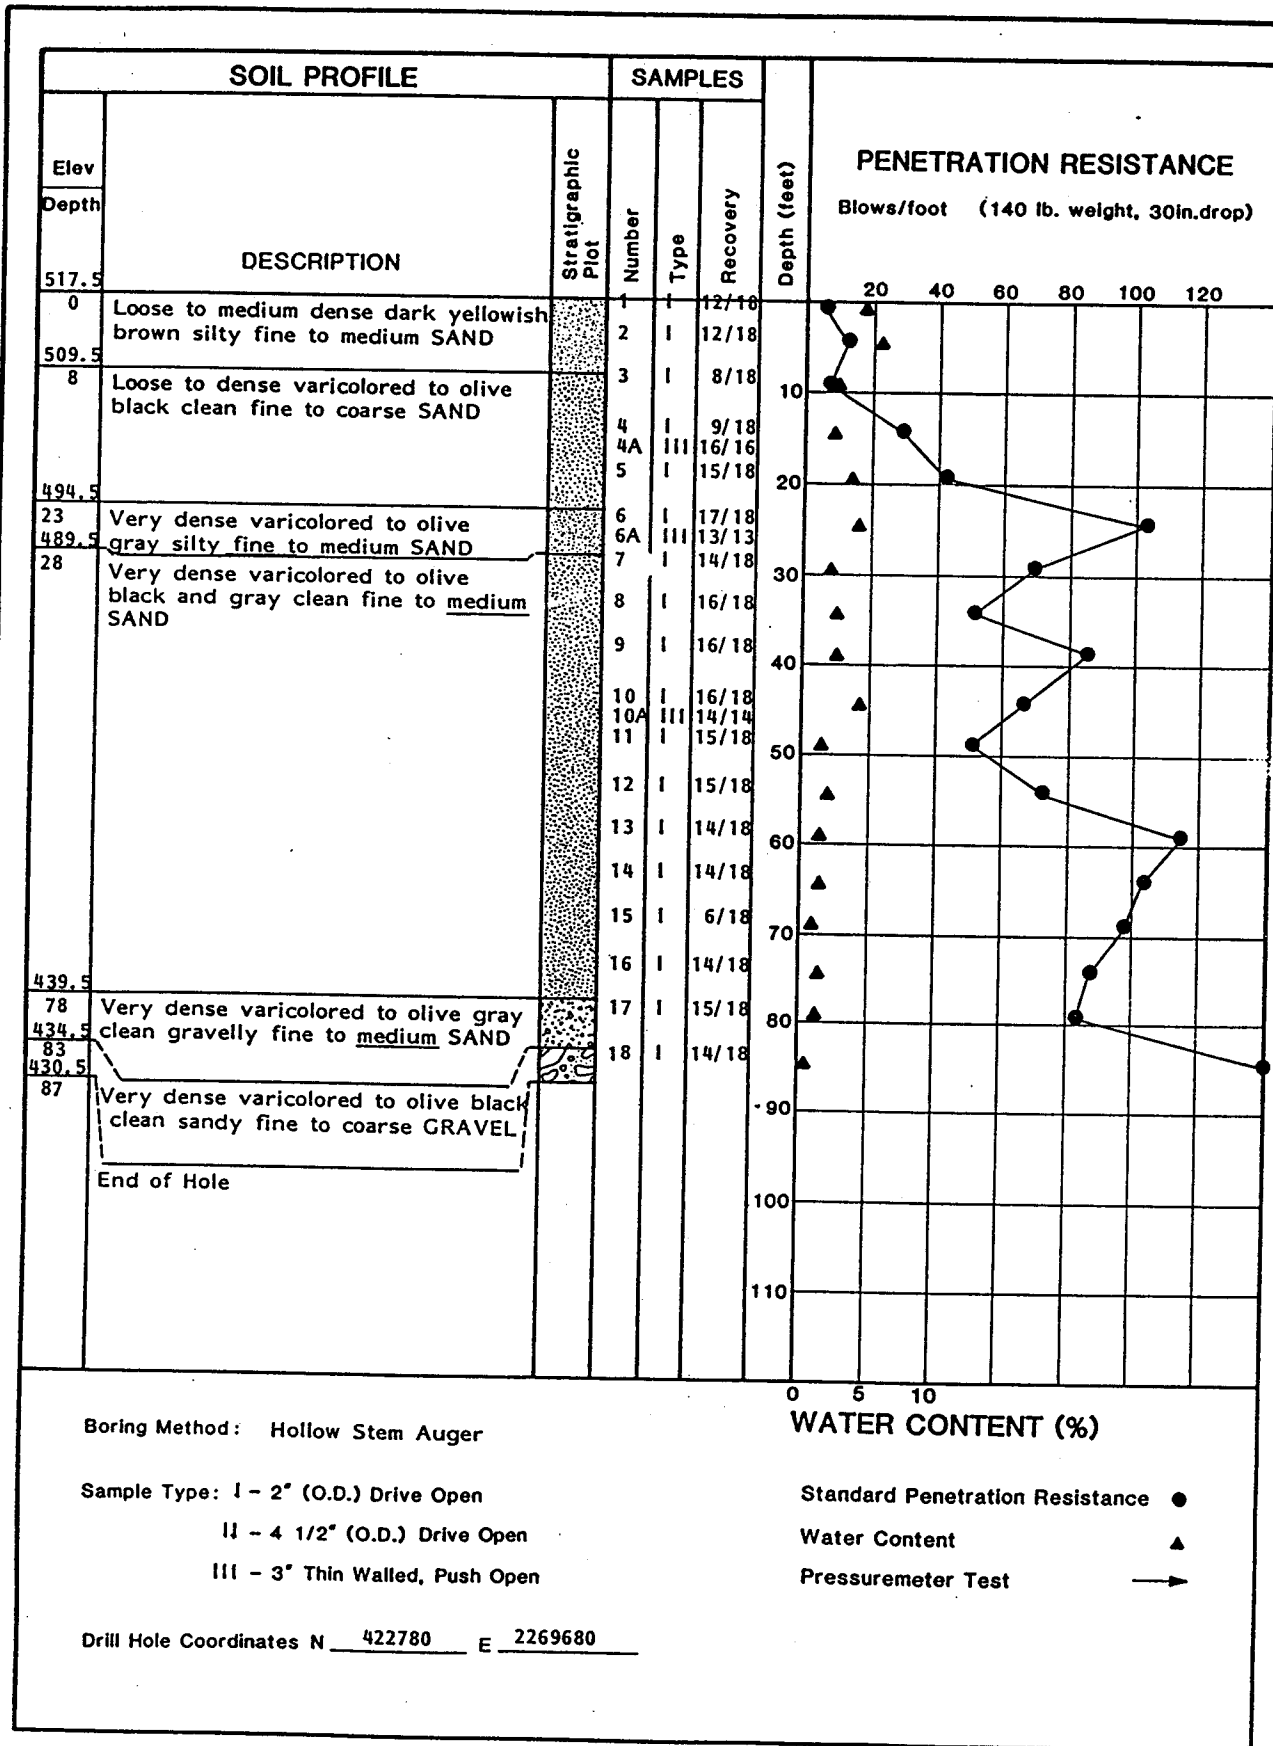 SOIL PROFILE
SAMPLES
Elev
Depth
DESCRIPTION
Stratigraphic
Plot
Number
Type
Recovery
Depth (feet)
PENETRATION RESISTANCE
Blows/foot (140 lb. weight, 30in.drop)
20 40 60 80 100 120
517.5
0
Loose to medium dense dark yellowish
brown silty fine to medium SAND
509.5
8
Loose to dense varicolored to olive
black clean fine to coarse SAND
494.5
23
Very dense varicolored to olive
gray silty fine to medium SAND
489.5
28
Very dense varicolored to olive
black and gray clean fine to medium
SAND
439.5
78
Very dense varicolored to olive gray
clean gravelly fine to medium SAND
434.5
83
430.5
87
Very dense varicolored to olive black
clean sandy fine to coarse GRAVEL
End of Hole
1 I 12/18
2 I 12/18
3 I 8/18
4 I 9/18
4A III 16/16
5 I 15/18
6 I 17/18
6A III 13/13
7 I 14/18
8 I 16/18
9 I 16/18
10 I 16/18
10A III 14/14
11 I 15/18
12 I 15/18
13 I 14/18
14 I 14/18
15 I 6/18
16 I 14/18
17 I 15/18
18 I 14/18
10
20
30
40
50
60
70
80
90
100
110
0 5 10
WATER CONTENT (%)
Boring Method: Hollow Stem Auger
Sample Type: I - 2" (O.D.) Drive Open
II - 4 1/2" (O.D.) Drive Open
III - 3" Thin Walled, Push Open
Standard Penetration Resistance ●
Water Content ▲
Pressuremeter Test →
Drill Hole Coordinates N 422780 E 2269680